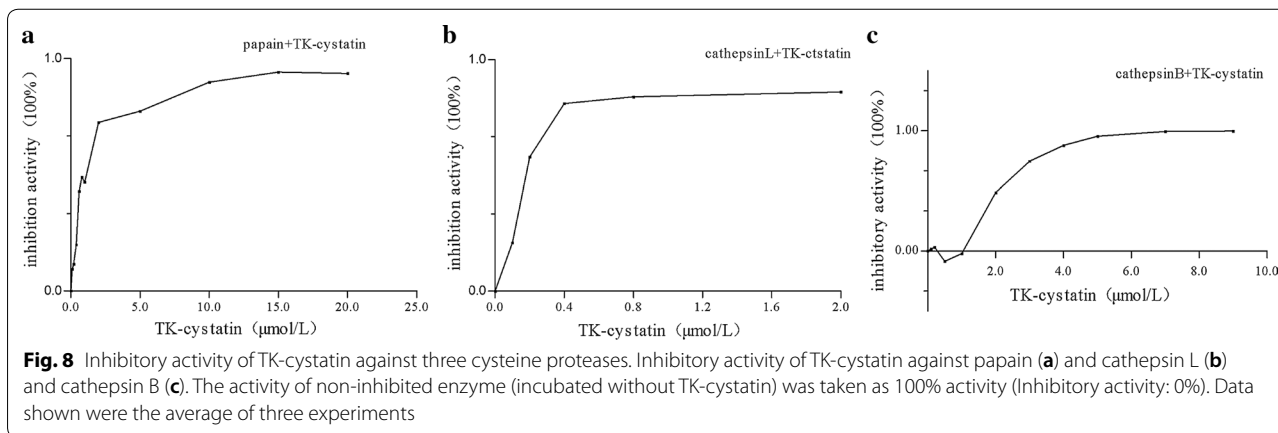 a
papain+TK-cystatin
1.0
inhibition activity (100%)
0.0
0.0 5.0 10.0 15.0 20.0 25.0
TK-cystatin (μmol/L)
b
cathepsinL+TK-ctstatin
1.0
inhibition activity (100%)
0.0
0.0 0.4 0.8 1.2 1.6 2.0
TK-cystatin (μmol/L)
c
cathepsinB+TK-cystatin
1.00
inhibitory activity (100%)
0.00
2.0 4.0 6.0 8.0 10.0
TK-cystatin (μmol/L)
Fig. 8 Inhibitory activity of TK-cystatin against three cysteine proteases. Inhibitory activity of TK-cystatin against papain (a) and cathepsin L (b)
and cathepsin B (c). The activity of non-inhibited enzyme (incubated without TK-cystatin) was taken as 100% activity (Inhibitory activity: 0%). Data
shown were the average of three experiments